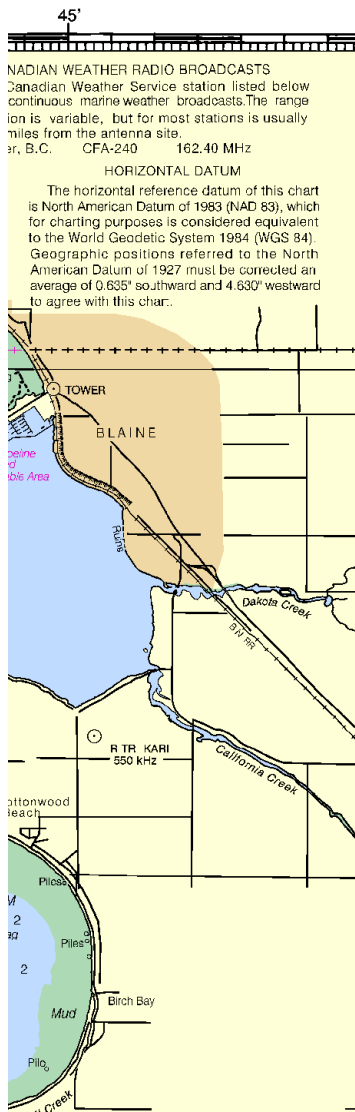 45'
NADIAN WEATHER RADIO BROADCASTS
Canadian Weather Service station listed below
continuous marine weather broadcasts. The range
ion is variable, but for most stations is usually
miles from the antenna site.
er, B.C. CFA-240 162.40 MHz
HORIZONTAL DATUM
The horizontal reference datum of this chart
is North American Datum of 1983 (NAD 83), which
for charting purposes is considered equivalent
to the World Geodetic System 1984 (WGS 84).
Geographic positions referred to the North
American Datum of 1927 must be corrected an
average of 0.635" southward and 4.630" westward
to agree with this chart.
TOWER
BLAINE
peline
d
ble Area
Ruins
Dakota Creek
B N RR
R TR KARI
550 kHz
California Creek
ottonwood
Beach
Piles
M
2
ag
Piles
2
Birch Bay
Mud
Pile
Creek